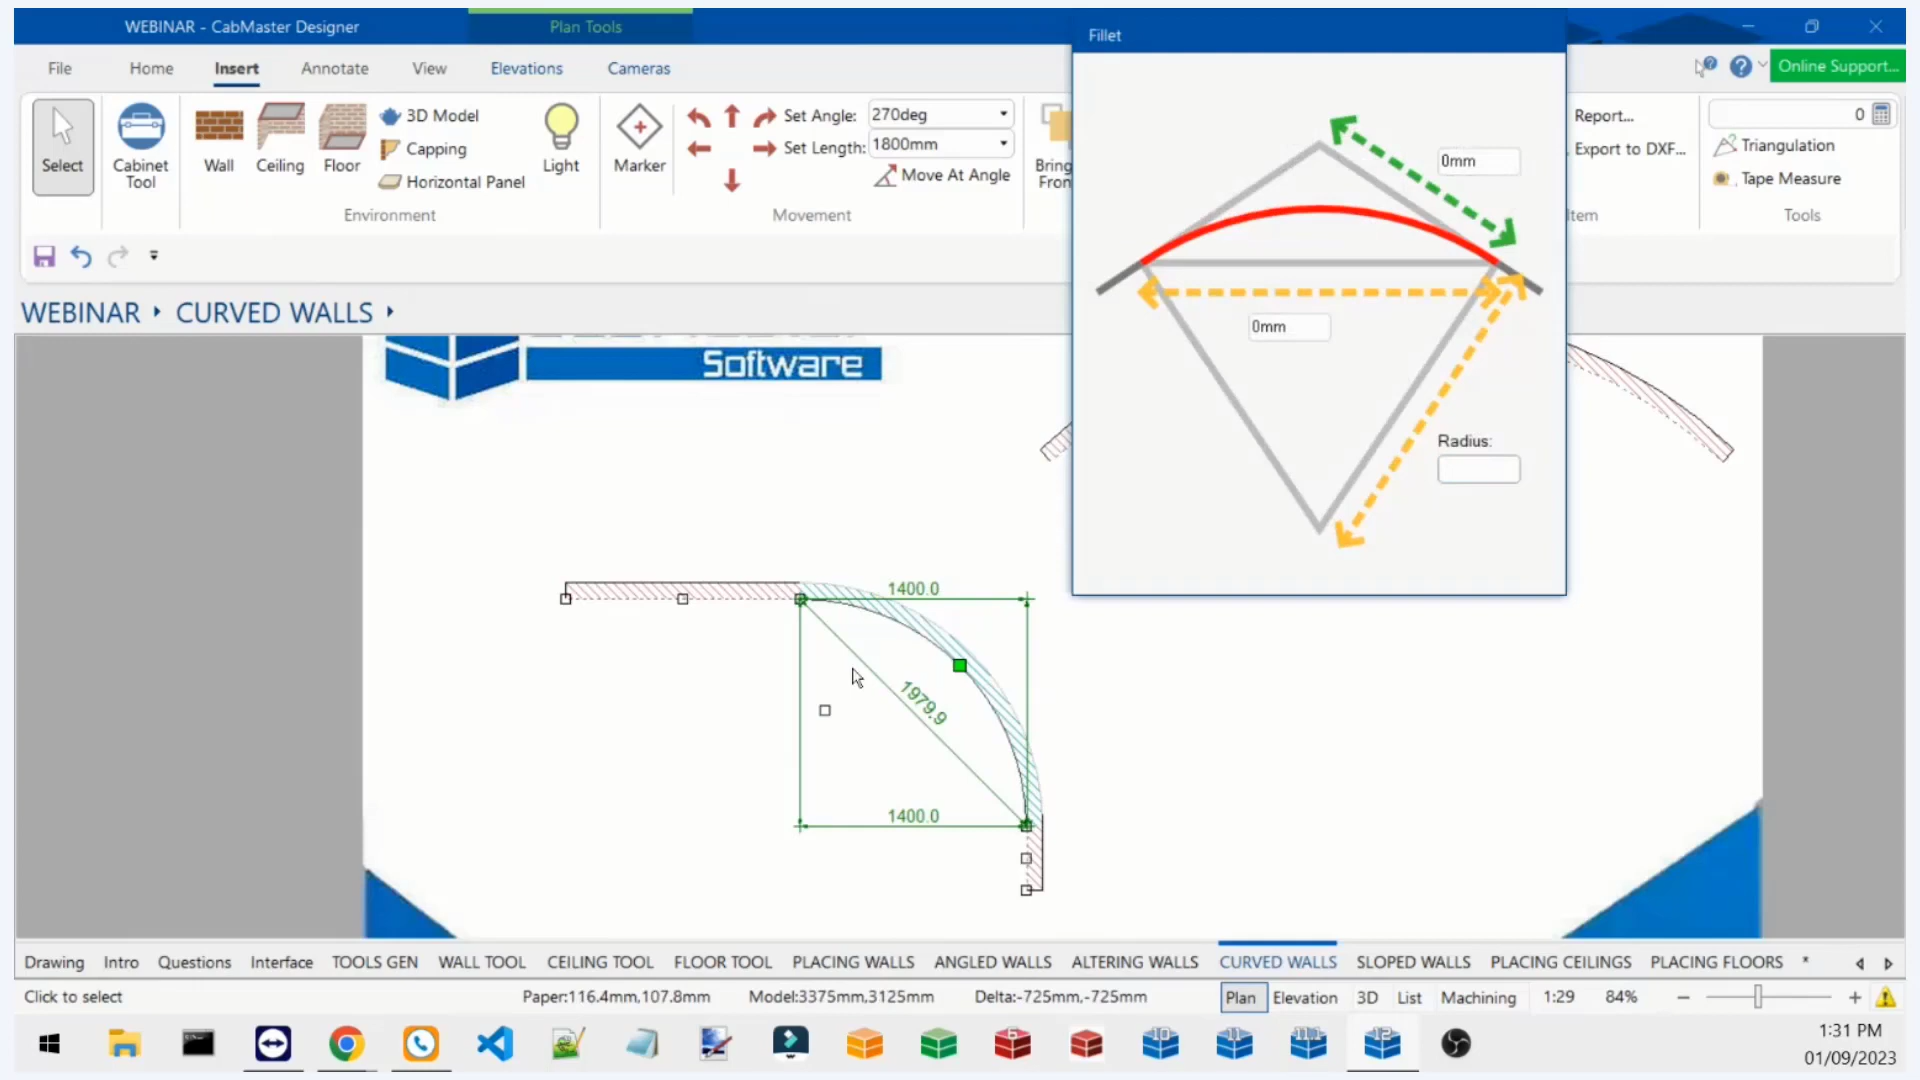 WEBINAR - CabMaster Designer
Plan Tools
Fillet
File
Home
Insert
Annotate
View
Elevations
Cameras
Online Support...
Select
Cabinet
Tool
Wall
Ceiling
Floor
3D Model
Capping
Horizontal Panel
Light
Environment
Marker
Set Angle:
270deg
Set Length:
1800mm
Move At Angle
Movement
Bring
Fron
Report...
Export to DXF...
Item
0
Triangulation
Tape Measure
Tools
WEBINAR
CURVED WALLS
0mm
0mm
Radius:
Software
1400.0
1979.9
1400.0
Drawing
Intro
Questions
Interface
TOOLS GEN
WALL TOOL
CEILING TOOL
FLOOR TOOL
PLACING WALLS
ANGLED WALLS
ALTERING WALLS
CURVED WALLS
SLOPED WALLS
PLACING CEILINGS
PLACING FLOORS
*
Click to select
Paper:116.4mm,107.8mm
Model:3375mm,3125mm
Delta:-725mm,-725mm
Plan
Elevation
3D
List
Machining
1:29
84%
10
11
12
1:31 PM
01/09/2023